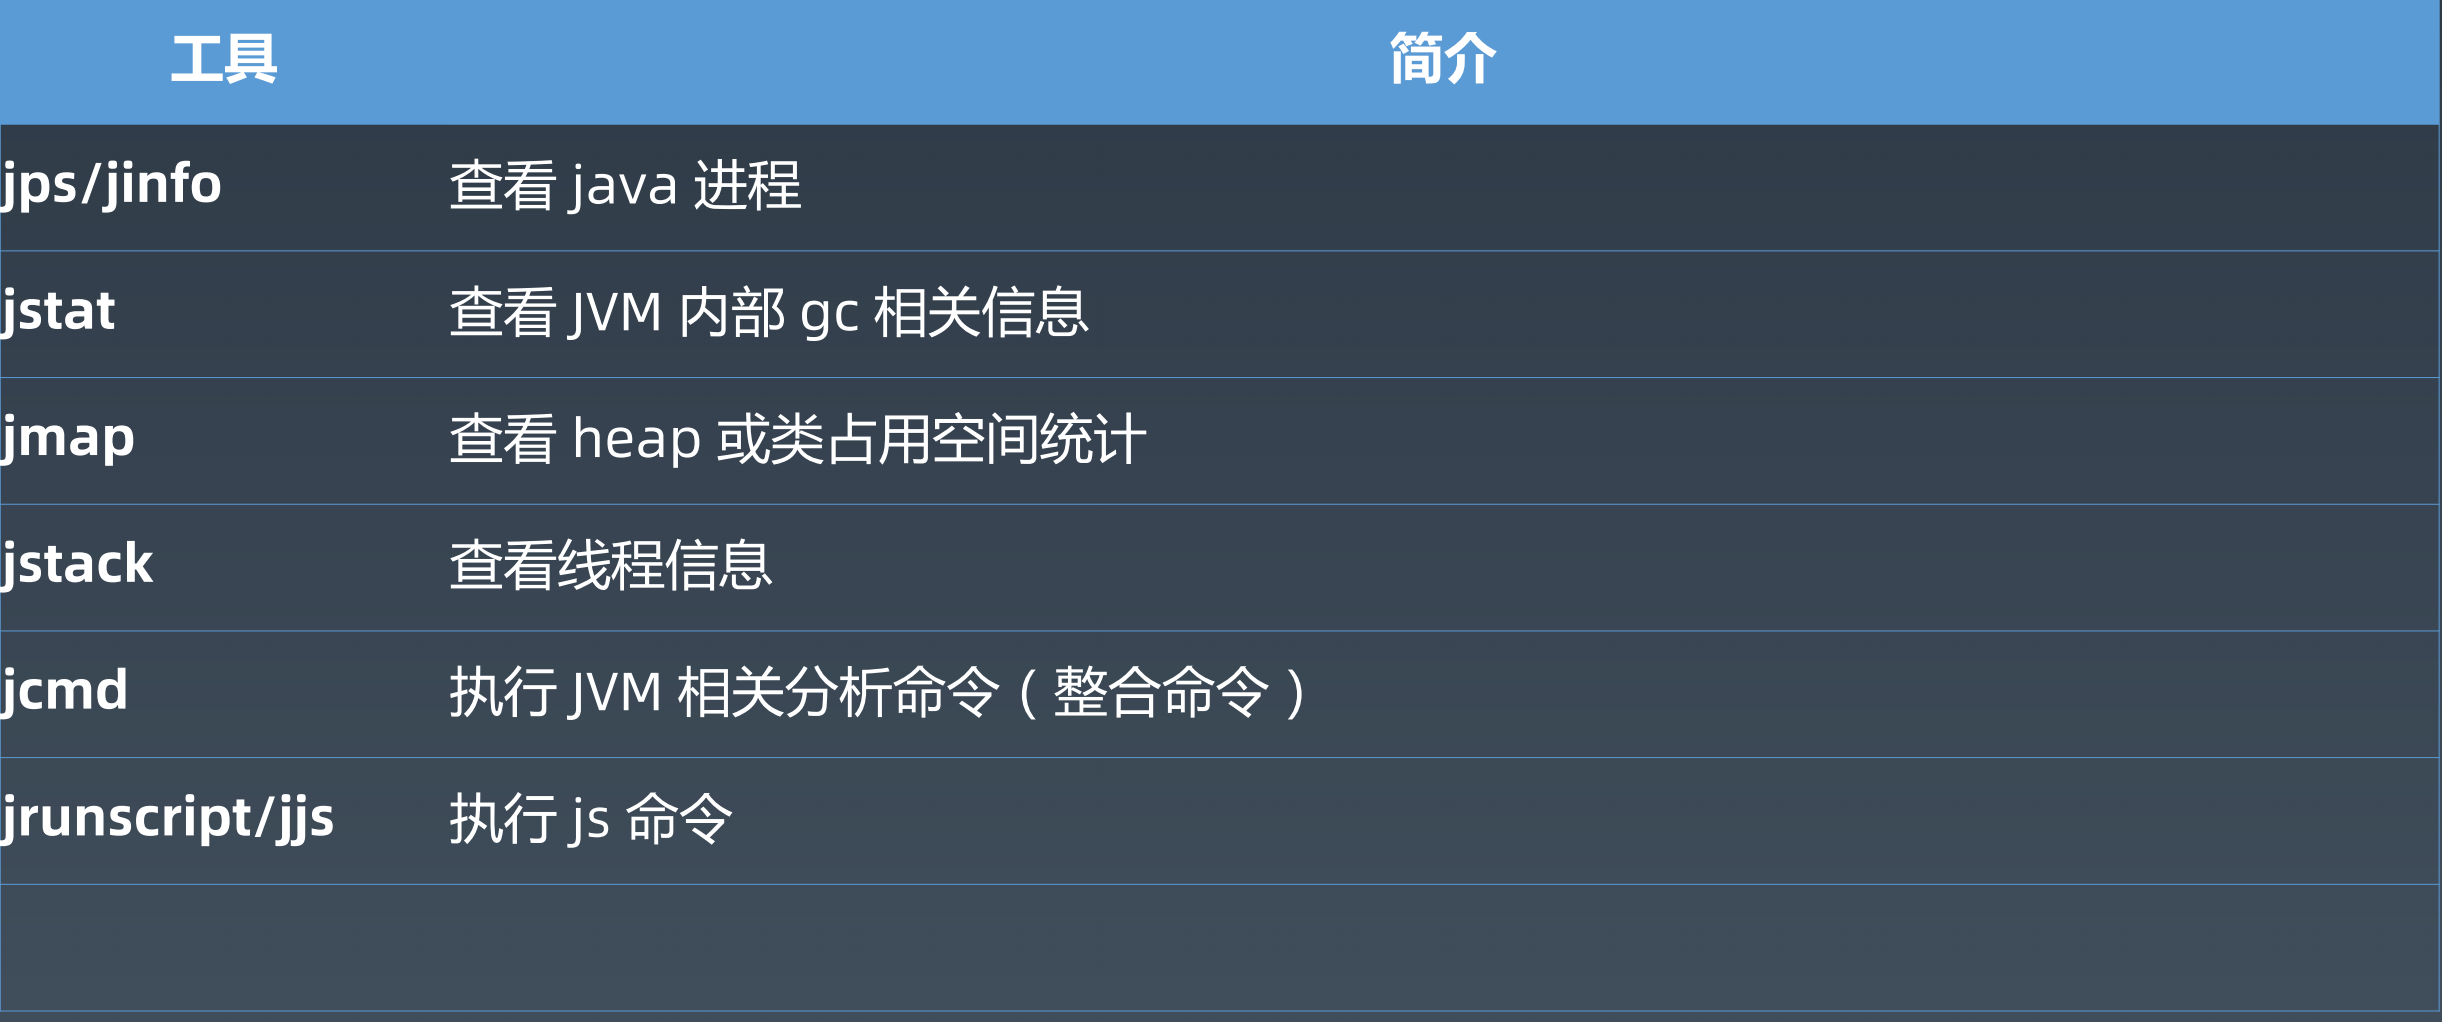 工具 简介
jps/jinfo 查看 java 进程
jstat 查看 JVM 内部 gc 相关信息
jmap 查看 heap 或类占用空间统计
jstack 查看线程信息
jcmd 执行 JVM 相关分析命令（整合命令）
jrunscript/jjs 执行 js 命令